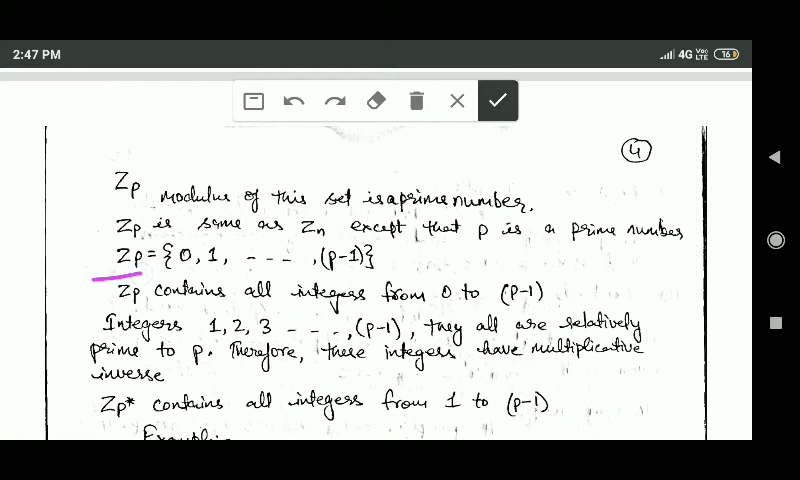 2:47 PM
4G Vo) LTE 16
4
Zp
modulus of this set is a prime number.
Zp is same as Zn except that p is a prime number
Zp = {0, 1, ---- , (p-1)}
Zp contains all integers from 0 to (p-1)
Integers 1, 2, 3 - - - -, (p-1), they all are relatively
prime to p. Therefore, these integers have multiplicative
inverse
Zp* contains all integers from 1 to (p-1)